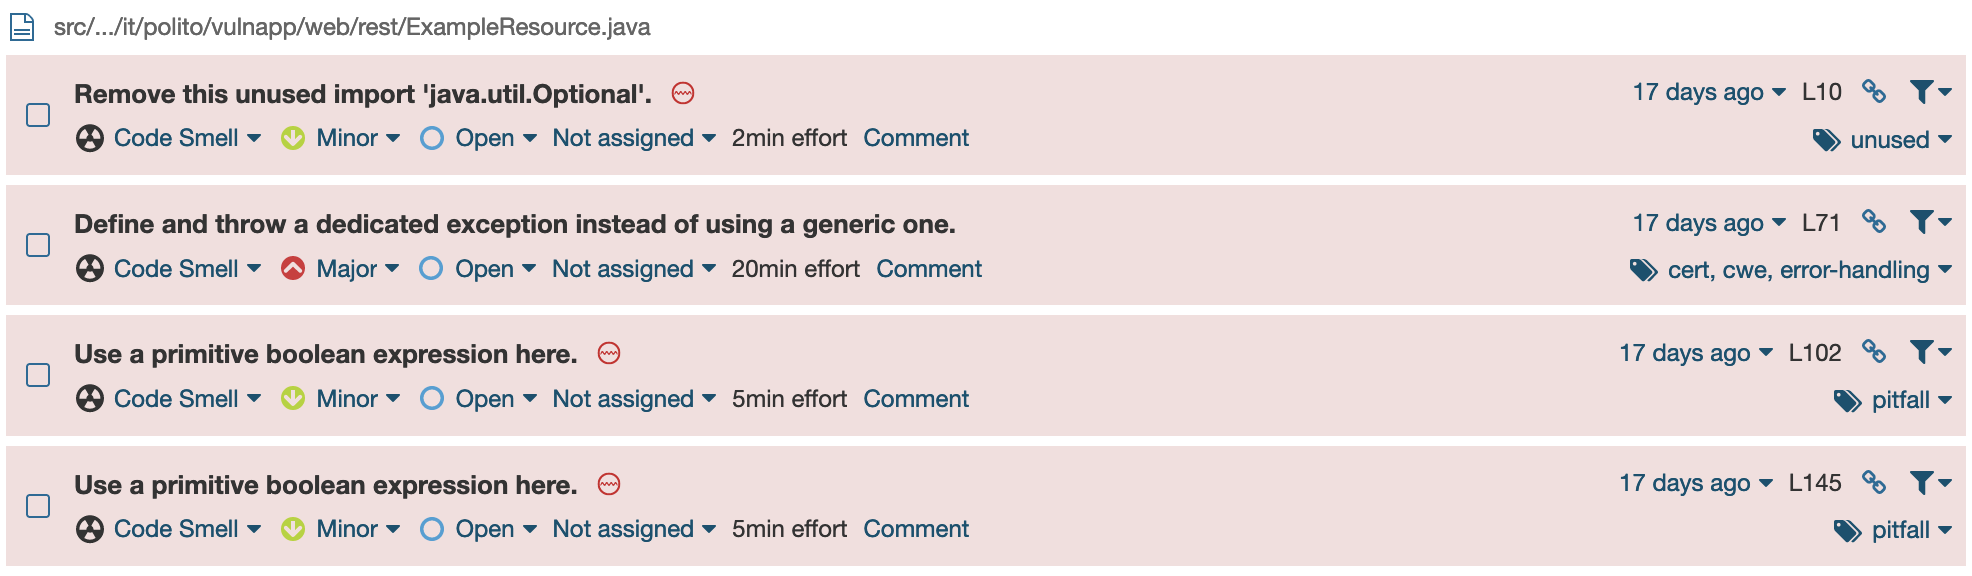 src/.../it/polito/vulnapp/web/rest/ExampleResource.java
Remove this unused import 'java.util.Optional'. 17 days ago L10
Code Smell Minor Open Not assigned 2min effort Comment unused
Define and throw a dedicated exception instead of using a generic one. 17 days ago L71
Code Smell Major Open Not assigned 20min effort Comment cert, cwe, error-handling
Use a primitive boolean expression here. 17 days ago L102
Code Smell Minor Open Not assigned 5min effort Comment pitfall
Use a primitive boolean expression here. 17 days ago L145
Code Smell Minor Open Not assigned 5min effort Comment pitfall